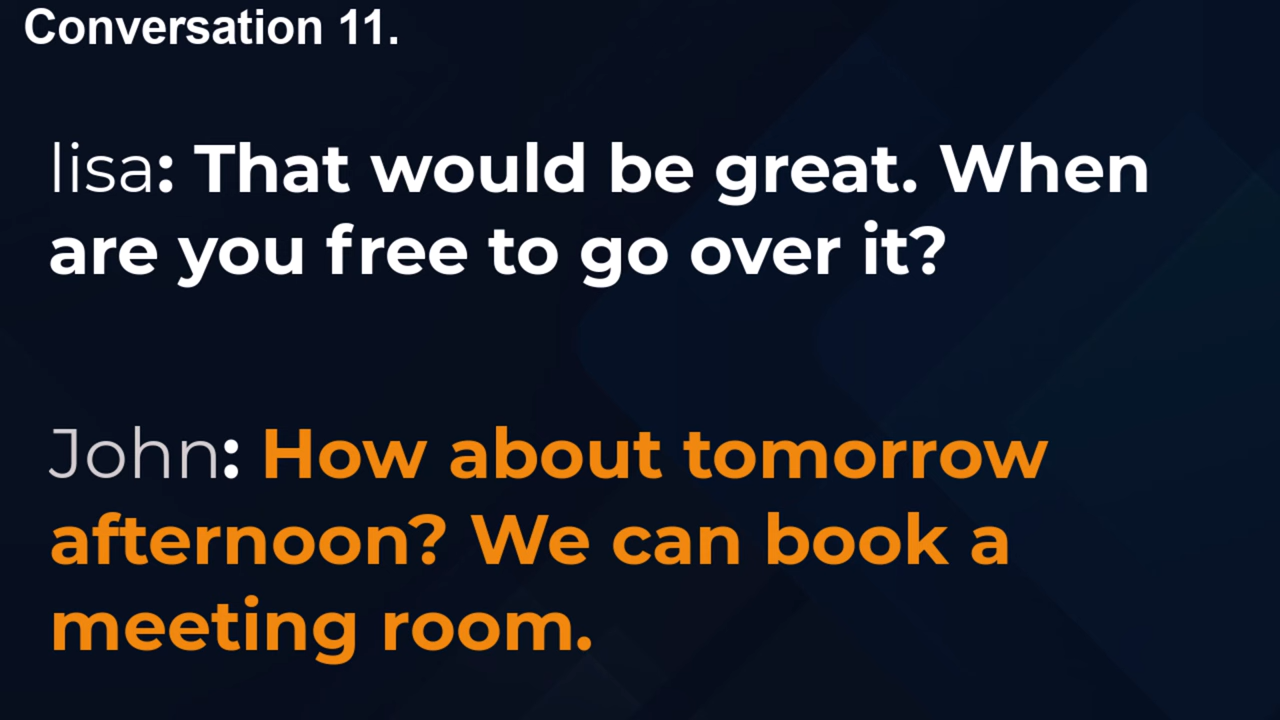 Conversation 11.
lisa: That would be great. When
are you free to go over it?
John: How about tomorrow
afternoon? We can book a
meeting room.